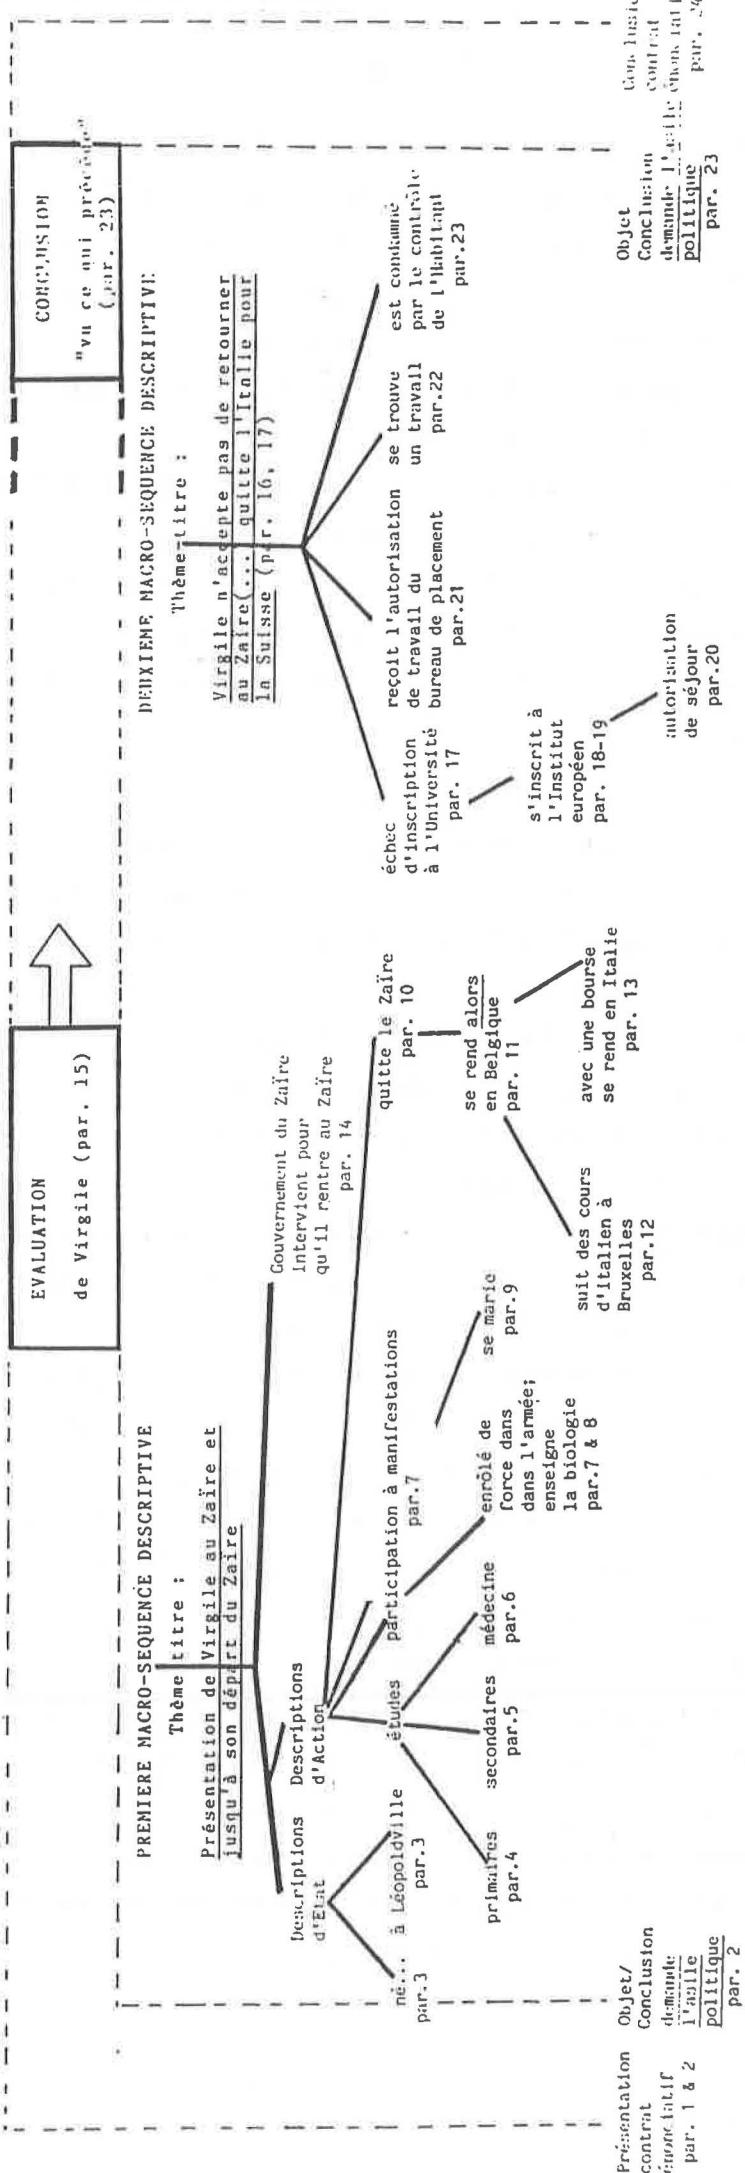 EVALUATION
de Virgile (par. 15)
CONCLUSION
"vu ce qui précède"
(par. 23)
PREMIERE MACRO-SEQUENCE DESCRIPTIVE
Thème titre :
Présentation de Virgile au Zaïre et
jusqu'à son départ du Zaïre
Descriptions
d'Etat
né...
par.3
à Léopoldville
par.3
Descriptions
d'Action
études
primaires
par.4
secondaires
par.5
médecine
par.6
participation à manifestations
par.7
enrôlé de
force dans
dans l'armée;
enseigne
la biologie
par.7 & 8
se marie
par.9
Gouvernement du Zaïre
Intervient pour
qu'il rentre au Zaïre
par. 14
quitte le Zaïre
par. 10
se rend alors
en Belgique
par. 11
suit des cours
d'Italien à
Bruxelles
par.12
avec une bourse
se rend en Italie
par. 13
DEUXIEME MACRO-SEQUENCE DESCRIPTIVE
Thème-titre :
Virgile n'accepte pas de retourner
au Zaïre(... quitte l'Italie pour
la Suisse (par. 16, 17)
échec
d'inscription
à l'Université
par. 17
s'inscrit à
l'Institut
européen
par. 18-19
autorisation
de séjour
par.20
reçoit l'autorisation
de travail du
bureau de placement
par.21
se trouve
un travail
par.22
est condamné
par le contrôle
de l'Habitant
par.23
Présentation
contrat
énonciatif
par. 1 & 2
Objet/
Conclusion
demande
l'asile
politique
par. 2
Objet
Conclusion
demande l'asile
politique
par. 23
Conclusion
contrat
par. 24